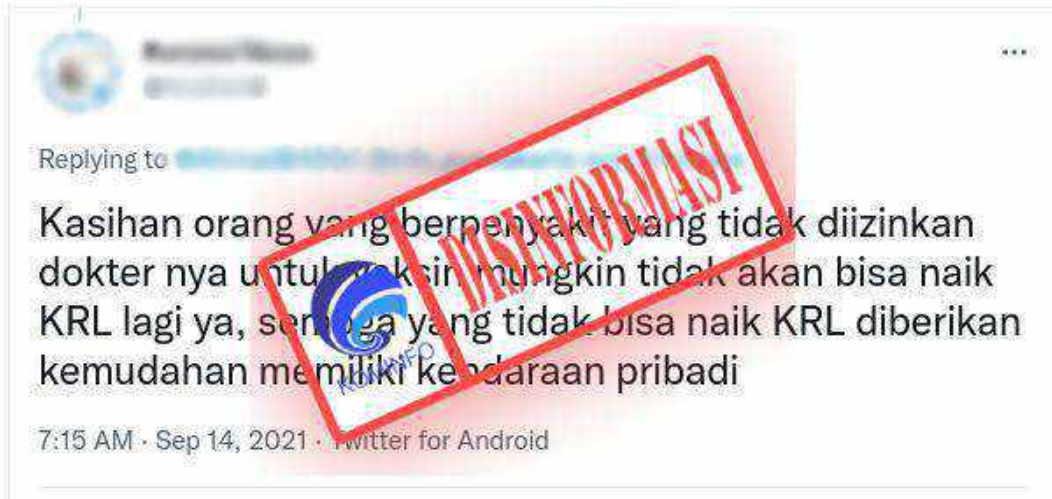 Replying to
Kasihan orang yang berpenyakit yang tidak diizinkan
dokter nya untuk vaksin mungkin tidak akan bisa naik
KRL lagi ya, semoga yang tidak bisa naik KRL diberikan
kemudahan memiliki kendaraan pribadi
DISINFORMASI
KOMINFO
7:15 AM · Sep 14, 2021 · Twitter for Android